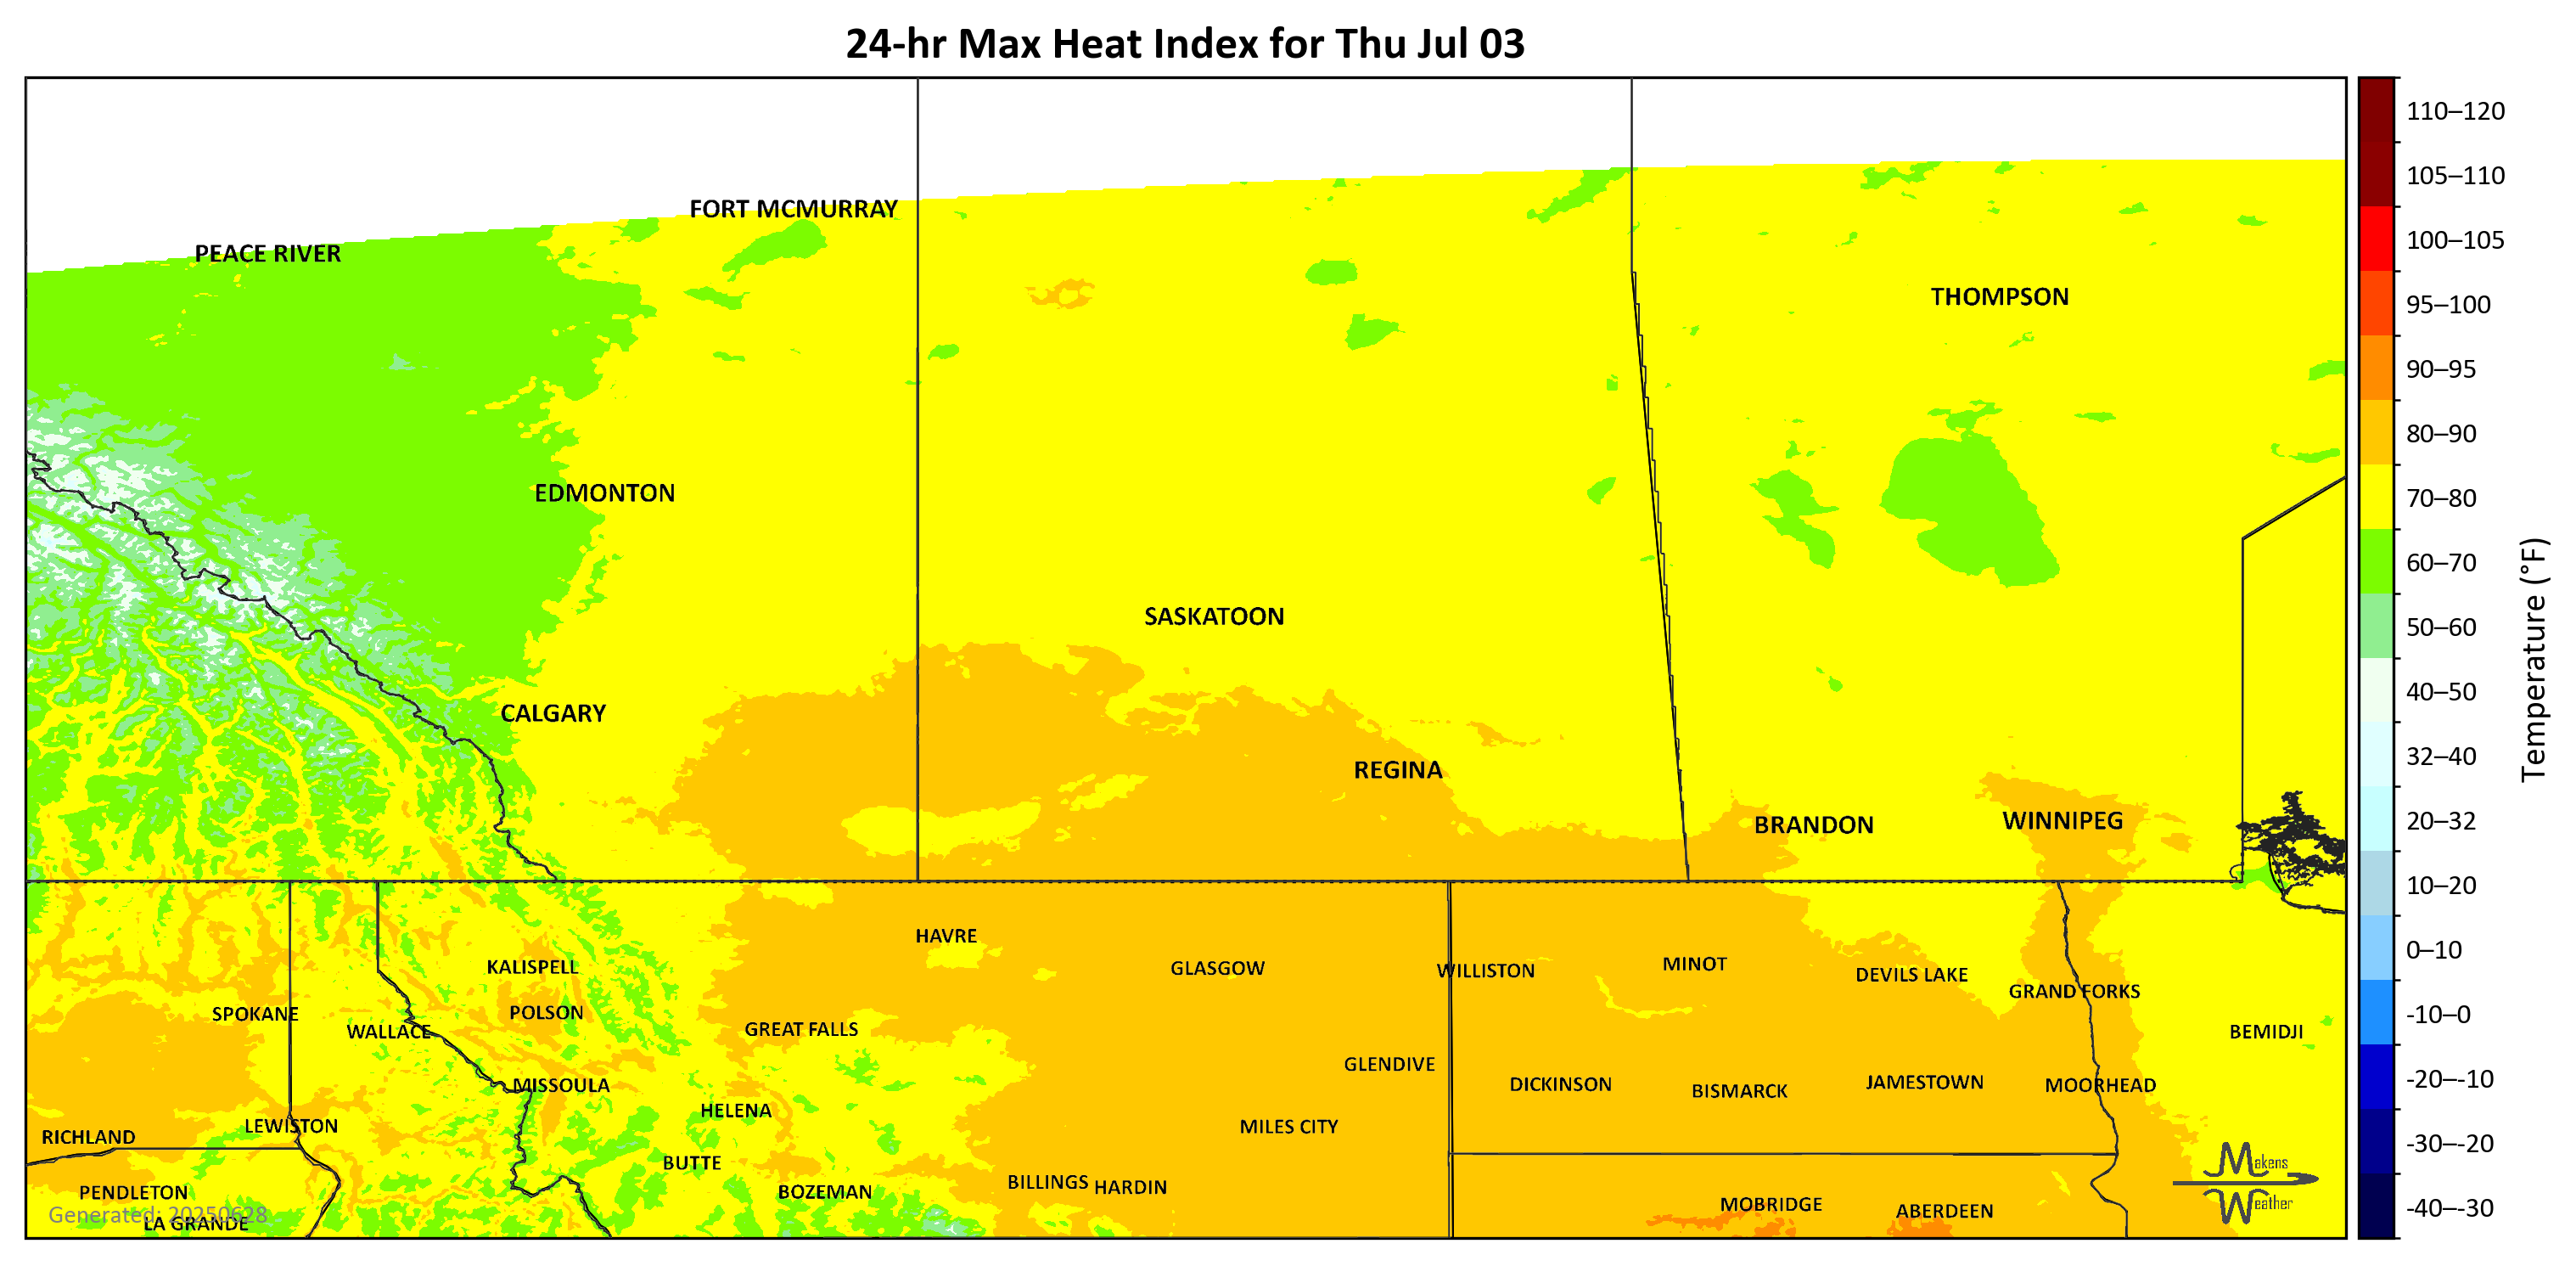 24-hr Max Heat Index for Thu Jul 03
110–120
105–110
100–105
95–100
90–95
80–90
70–80
60–70
50–60
40–50
32–40
20–32
10–20
0–10
-10–0
-20–-10
-30–-20
-40–-30
Temperature (°F)
FORT MCMURRAY
PEACE RIVER
THOMPSON
EDMONTON
SASKATOON
CALGARY
REGINA
BRANDON
WINNIPEG
HAVRE
KALISPELL
GLASGOW
WILLISTON
MINOT
DEVILS LAKE
GRAND FORKS
SPOKANE
POLSON
WALLACE
GREAT FALLS
BEMIDJI
GLENDIVE
MISSOULA
DICKINSON
BISMARCK
JAMESTOWN
MOORHEAD
HELENA
LEWISTON
MILES CITY
RICHLAND
BUTTE
BILLINGS
HARDIN
PENDLETON
BOZEMAN
MOBRIDGE
ABERDEEN
Generated: 20250628
LA GRANDE
Makens
Weather